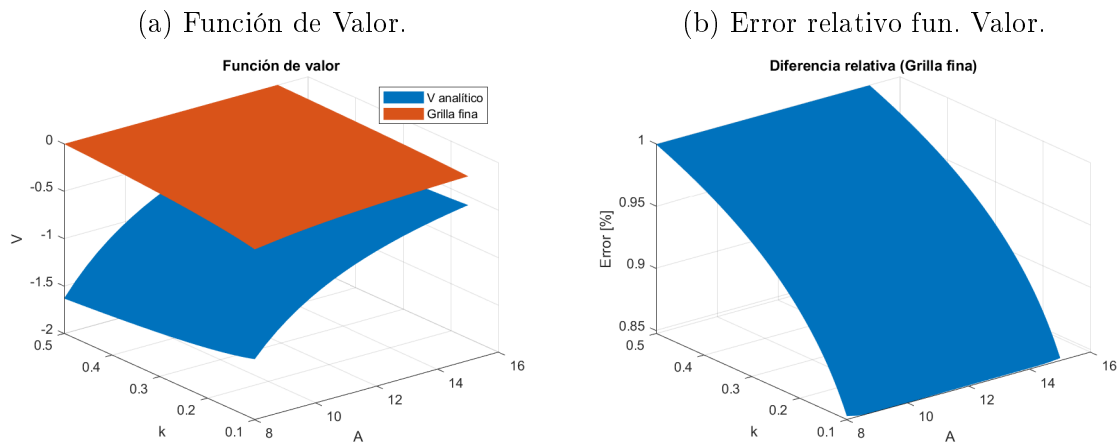 (a) Función de Valor.
Función de valor
V analítico
Grilla fina
0
-0.5
-1
-1.5
-2
V
0.5
0.4
0.3
0.2
0.1
k
8
10
12
14
16
A
(b) Error relativo fun. Valor.
Diferencia relativa (Grilla fina)
1
0.95
0.9
0.85
Error [%]
0.5
0.4
0.3
0.2
0.1
k
8
10
12
14
16
A